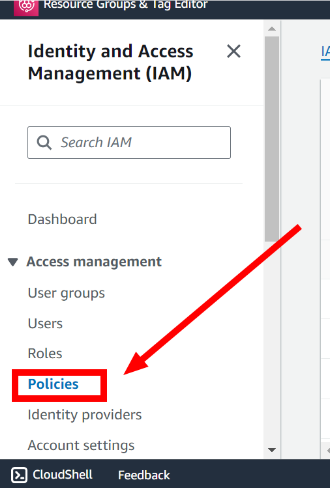 Resource Groups & Tag Editor
Identity and Access
Management (IAM)
Search IAM
Dashboard
Access management
User groups
Users
Roles
Policies
Identity providers
Account settings
CloudShell
Feedback